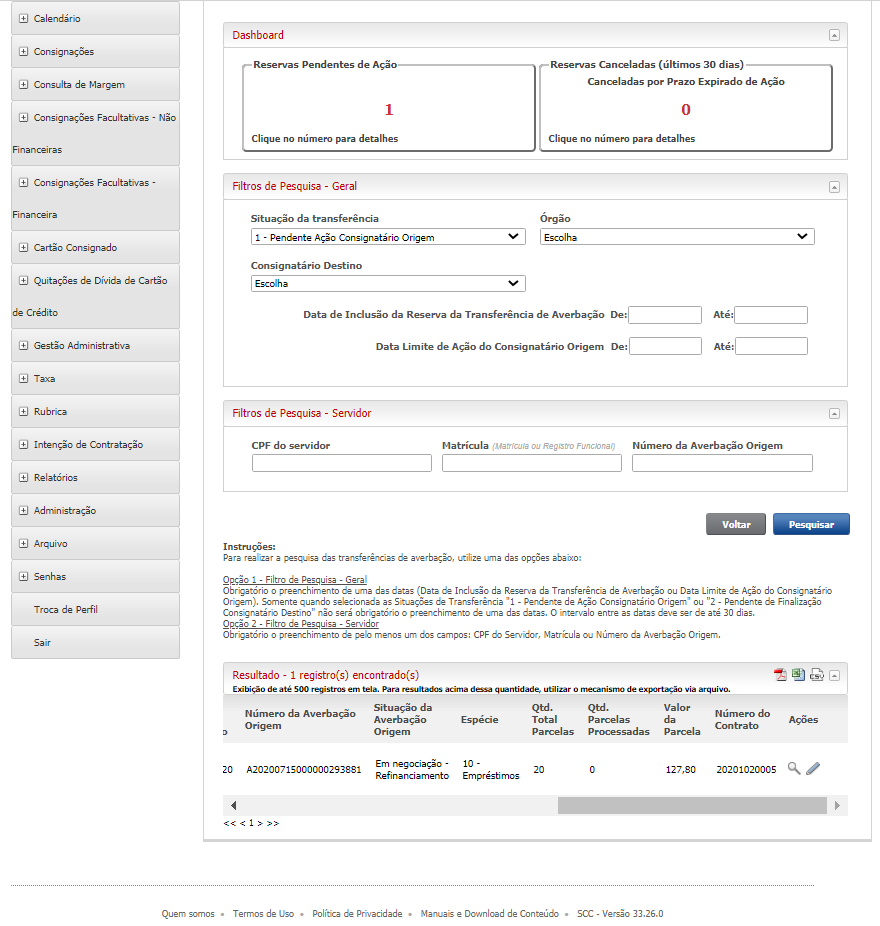 Calendário
Consignações
Consulta de Margem
Consignações Facultativas - Não
Financeiras
Consignações Facultativas -
Financeira
Cartão Consignado
Quitações de Dívida de Cartão
de Crédito
Gestão Administrativa
Taxa
Rubrica
Intenção de Contratação
Relatórios
Administração
Arquivo
Senhas
Troca de Perfil
Sair
Dashboard
Reservas Pendentes de Ação
1
Clique no número para detalhes
Reservas Canceladas (últimos 30 dias)
Canceladas por Prazo Expirado de Ação
0
Clique no número para detalhes
Filtros de Pesquisa - Geral
Situação da transferência
1 - Pendente Ação Consignatário Origem
Órgão
Escolha
Consignatário Destino
Escolha
Data de Inclusão da Reserva da Transferência de Averbação De: Até:
Data Limite de Ação do Consignatário Origem De: Até:
Filtros de Pesquisa - Servidor
CPF do servidor
Matrícula (Matrícula ou Registro Funcional)
Número da Averbação Origem
Voltar
Pesquisar
Instruções:
Para realizar a pesquisa das transferências de averbação, utilize uma das opções abaixo:
Opção 1 - Filtro de Pesquisa - Geral
Obrigatório o preenchimento de uma das datas (Data de Inclusão da Reserva da Transferência de Averbação ou Data Limite de Ação do Consignatário
Origem). Somente quando selecionada as Situações de Transferência "1 - Pendente de Ação Consignatário Origem" ou "2 - Pendente de Finalização
Consignatário Destino" não será obrigatório o preenchimento de uma das datas. O intervalo entre as datas deve ser de até 30 dias.
Opção 2 - Filtro de Pesquisa - Servidor
Obrigatório o preenchimento de pelo menos um dos campos: CPF do Servidor, Matrícula ou Número da Averbação Origem.
Resultado - 1 registro(s) encontrado(s)
CSV
Exibição de até 500 registros em tela. Para resultados acima dessa quantidade, utilizar o mecanismo de exportação via arquivo.
o
Número da Averbação
Origem
Situação da
Averbação
Origem
Espécie
Qtd.
Total
Parcelas
Qtd.
Parcelas
Processadas
Valor
da
Parcela
Número do
Contrato
Ações
20
A20200715000000293881
Em negociação -
Refinanciamento
10 -
Empréstimos
20
0
127,80
20201020005
<< < 1 > >>
Quem somos • Termos de Uso • Política de Privacidade • Manuais e Download de Conteúdo • SCC - Versão 33.26.0